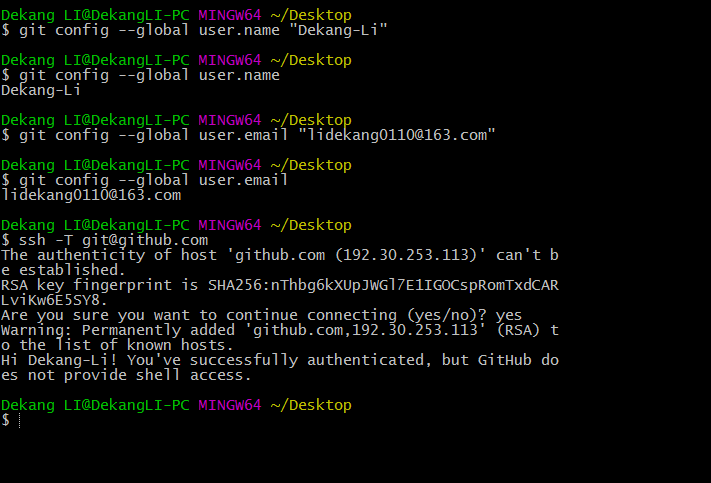 Dekang LI@DekangLI-PC MINGW64 ~/Desktop
$ git config --global user.name "Dekang-Li"
Dekang LI@DekangLI-PC MINGW64 ~/Desktop
$ git config --global user.name
Dekang-Li
Dekang LI@DekangLI-PC MINGW64 ~/Desktop
$ git config --global user.email "lidekang0110@163.com"
Dekang LI@DekangLI-PC MINGW64 ~/Desktop
$ git config --global user.email
lidekang0110@163.com
Dekang LI@DekangLI-PC MINGW64 ~/Desktop
$ ssh -T git@github.com
The authenticity of host 'github.com (192.30.253.113)' can't b
e established.
RSA key fingerprint is SHA256:nThbg6kXUpJWGl7E1IGOCspRomTxdCAR
LviKw6E5SY8.
Are you sure you want to continue connecting (yes/no)? yes
Warning: Permanently added 'github.com,192.30.253.113' (RSA) t
o the list of known hosts.
Hi Dekang-Li! You've successfully authenticated, but GitHub do
es not provide shell access.
Dekang LI@DekangLI-PC MINGW64 ~/Desktop
$